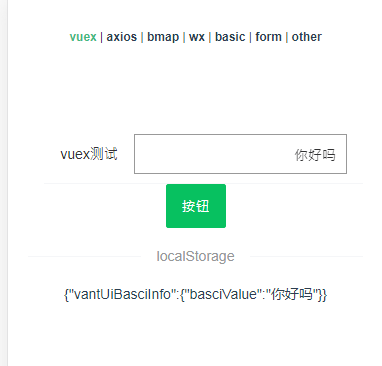 vuex | axios | bmap | wx | basic | form | other
vuex测试 你好吗
按钮
localStorage
{"vantUiBasciInfo":{"basciValue":"你好吗"}}